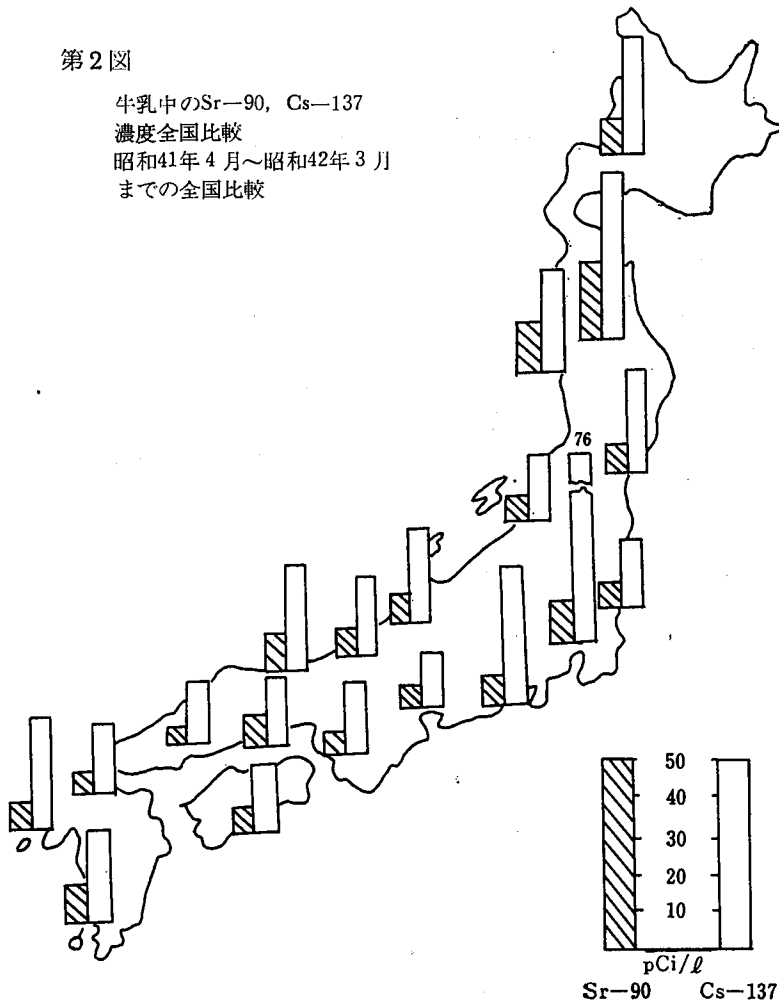 第2図
牛乳中のSr-90, Cs-137
濃度全国比較
昭和41年4月～昭和42年3月
までの全国比較
76
50
40
30
20
10
pCi/ℓ
Sr-90 Cs-137